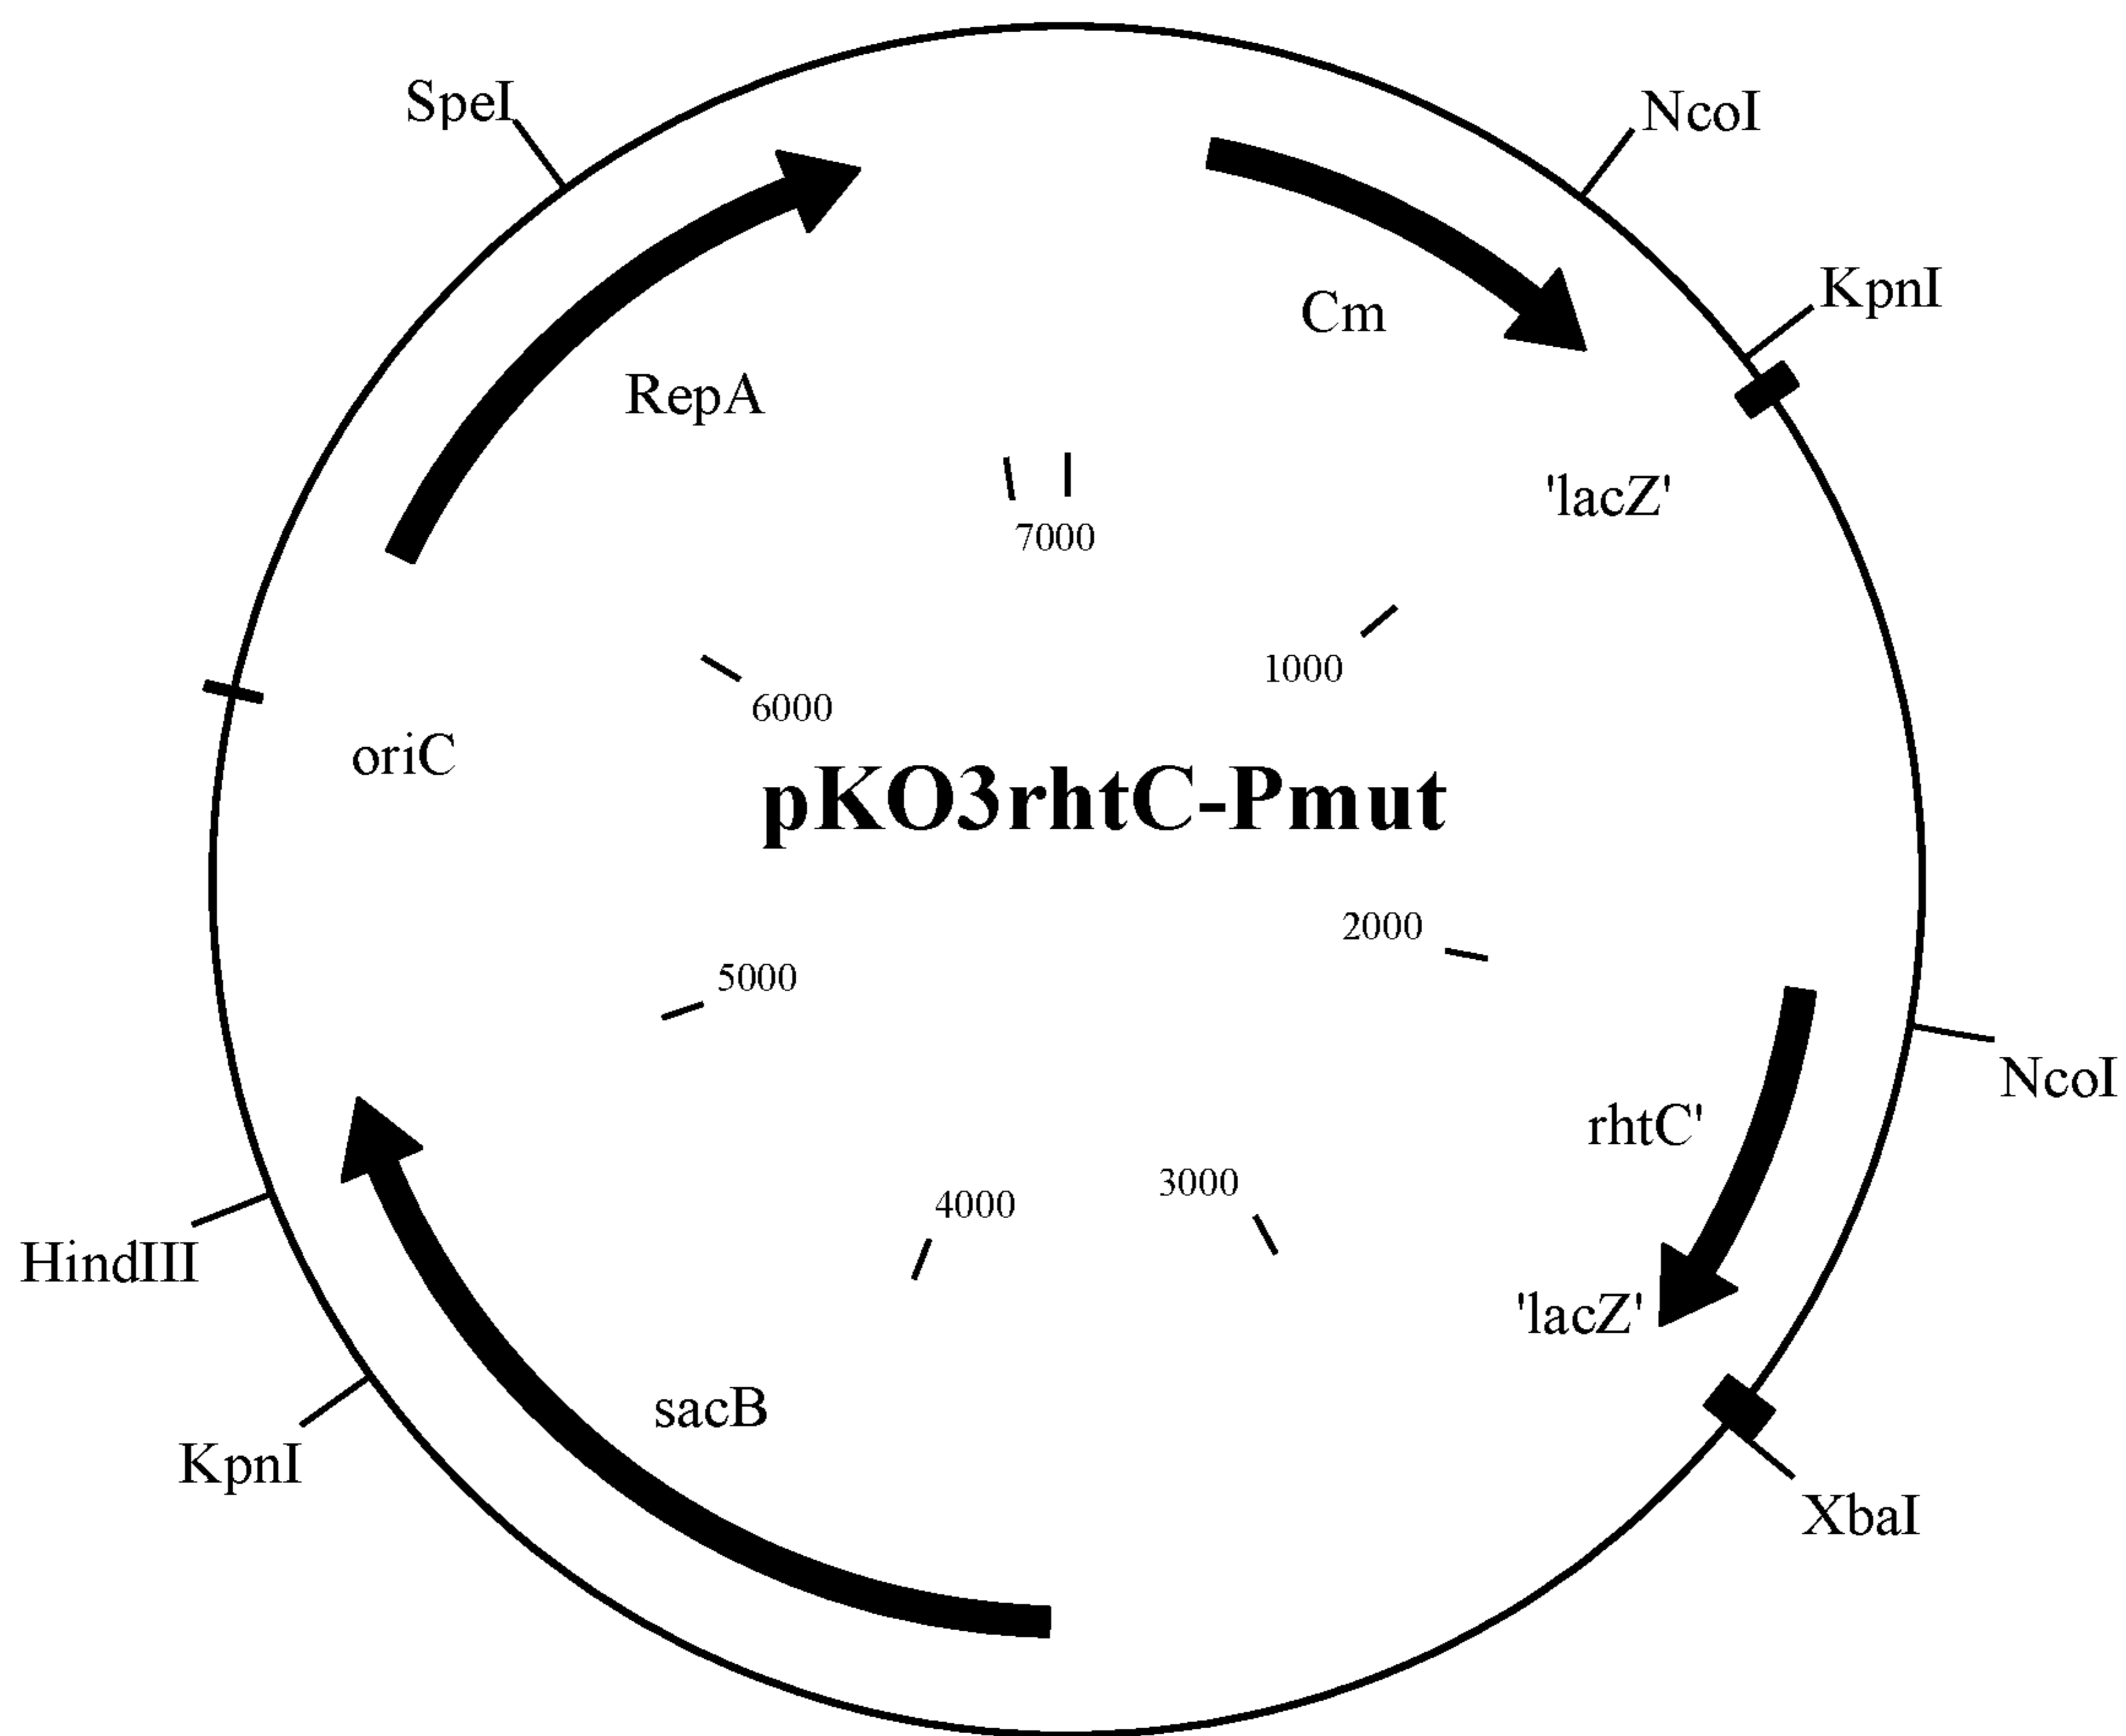 SpeI
NcoI
KpnI
Cm
RepA
'lacZ'
7000
1000
6000
oriC
pKO3rhtC-Pmut
2000
5000
NcoI
rhtC'
3000
4000
HindIII
'lacZ'
sacB
KpnI
XbaI